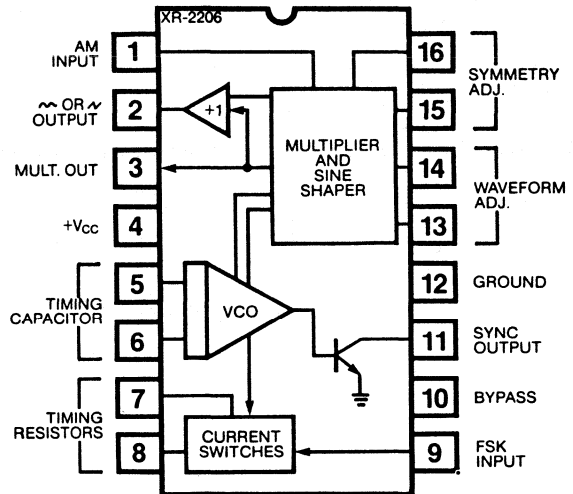 XR-2206
AM
INPUT
1
OR
OUTPUT
2
MULT. OUT
3
+VCC
4
TIMING
CAPACITOR
5
6
TIMING
RESISTORS
7
8
+1
MULTIPLIER
AND
SINE
SHAPER
VCO
CURRENT
SWITCHES
16
15
SYMMETRY
ADJ.
14
13
WAVEFORM
ADJ.
12
GROUND
11
SYNC
OUTPUT
10
BYPASS
9
FSK
INPUT